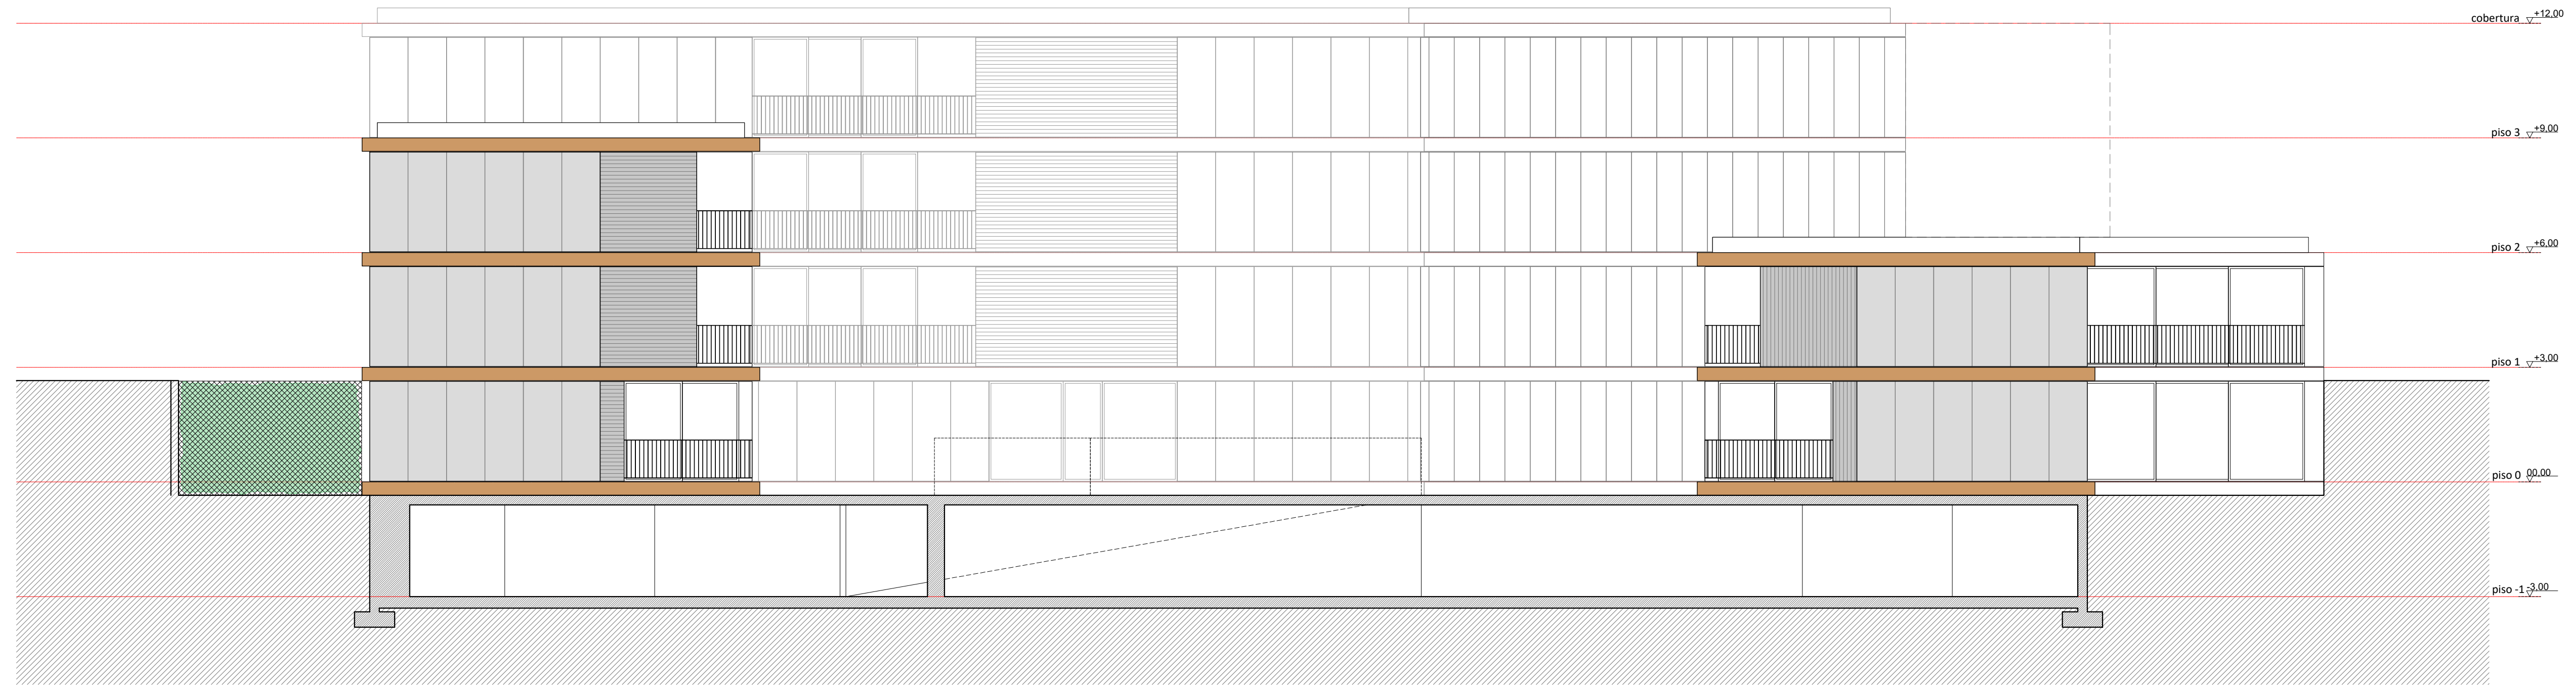 cobertura +12,00
piso 3 +9,00
piso 2 +6,00
piso 1 +3,00
piso 0 00,00
piso -1 -3,00